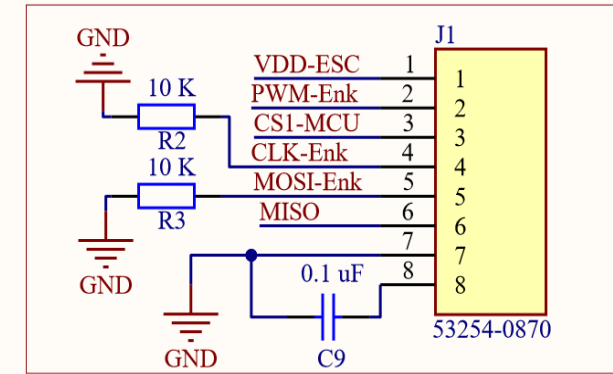 GND
J1
VDD-ESC 1 1
10 K
PWM-Enk 2 2
CS1-MCU 3 3
R2
CLK-Enk 4 4
10 K
MOSI-Enk 5 5
R3
MISO 6 6
7 7
GND
0.1 uF
8 8
53254-0870
GND
C9